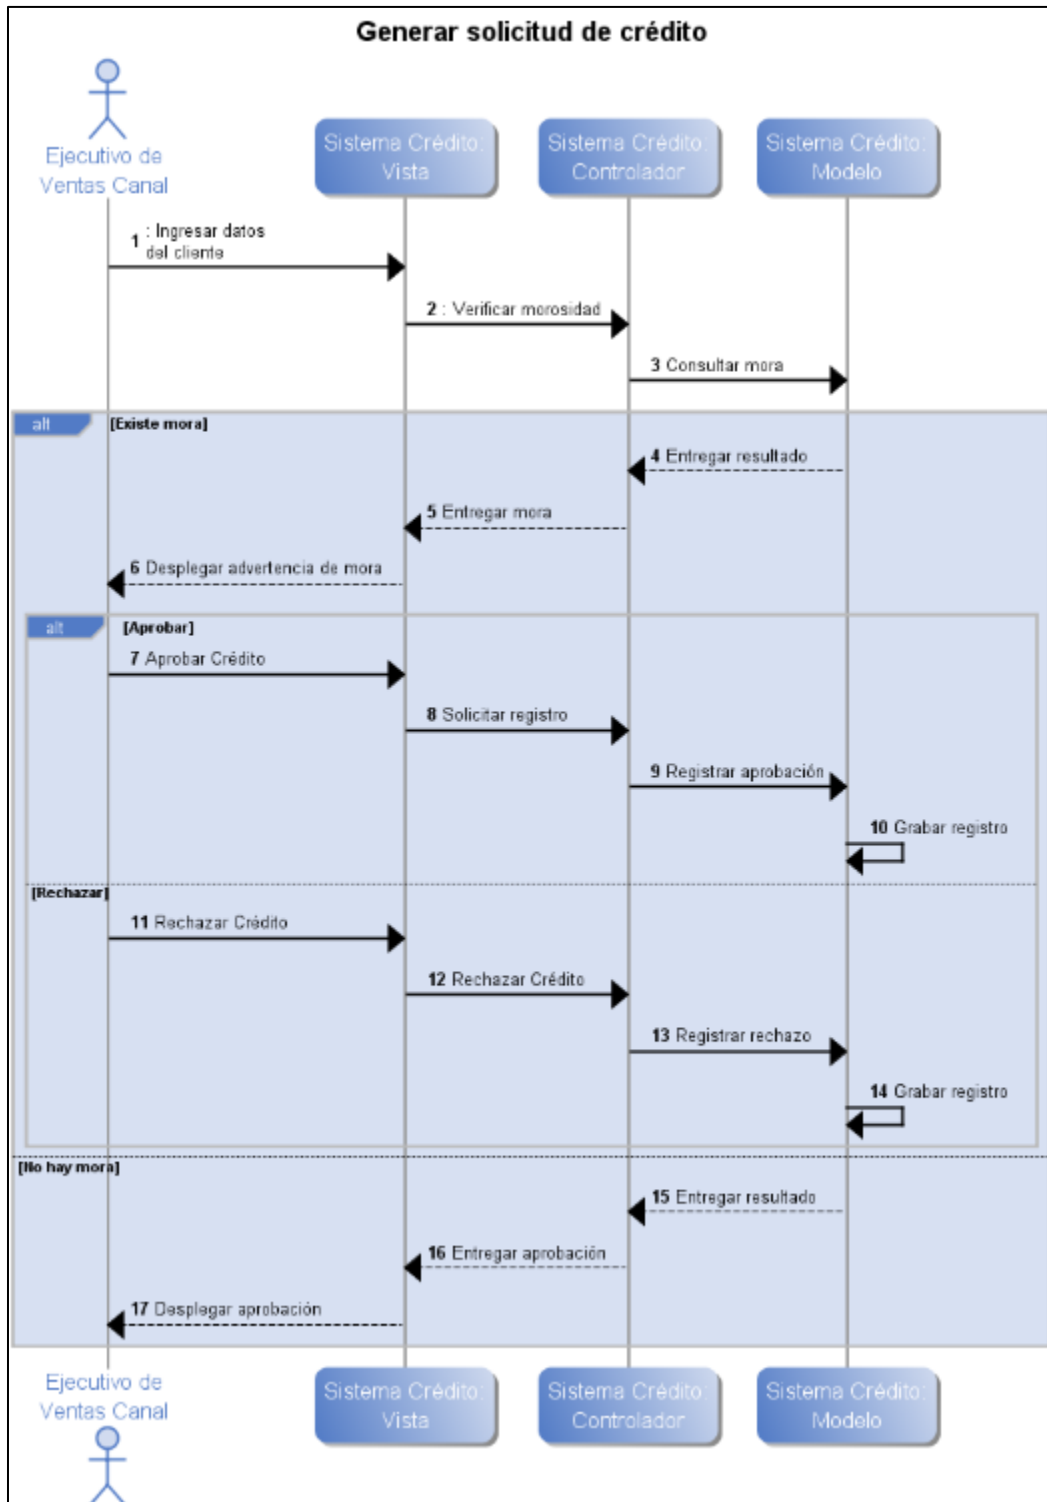 Generar solicitud de crédito
Ejecutivo de
Ventas Canal
Sistema Crédito:
Vista
Sistema Crédito:
Controlador
Sistema Crédito:
Modelo
1 : Ingresar datos
del cliente
2 : Verificar morosidad
3 Consultar mora
alt [Existe mora]
4 Entregar resultado
5 Entregar mora
6 Desplegar advertencia de mora
alt [Aprobar]
7 Aprobar Crédito
8 Solicitar registro
9 Registrar aprobación
10 Grabar registro
[Rechazar]
11 Rechazar Crédito
12 Rechazar Crédito
13 Registrar rechazo
14 Grabar registro
[No hay mora]
15 Entregar resultado
16 Entregar aprobación
17 Desplegar aprobación
Ejecutivo de
Ventas Canal
Sistema Crédito:
Vista
Sistema Crédito:
Controlador
Sistema Crédito:
Modelo